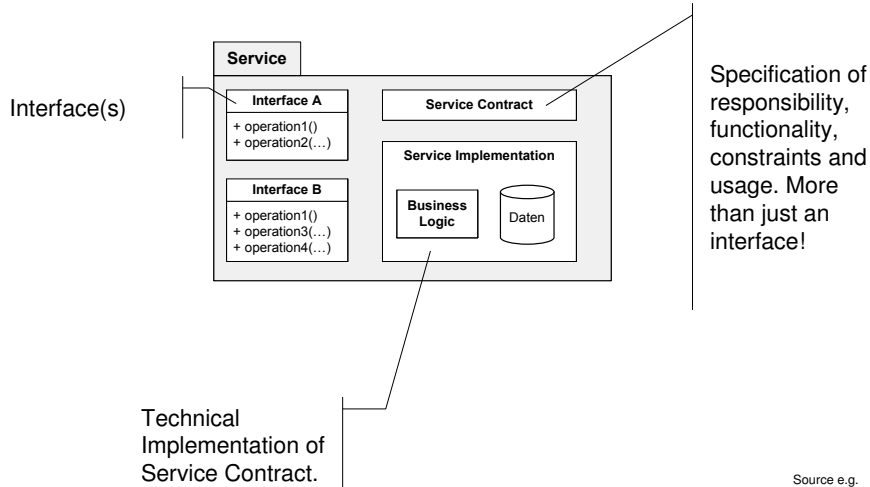 Service
Interface(s)
Interface A
+ operation1()
+ operation2(…)
Interface B
+ operation1()
+ operation3(…)
+ operation4(…)
Service Contract
Service Implementation
Business
Logic
Daten
Specification of
responsibility,
functionality,
constraints and
usage. More
than just an
interface!
Technical
Implementation of
Service Contract.
Source e.g.